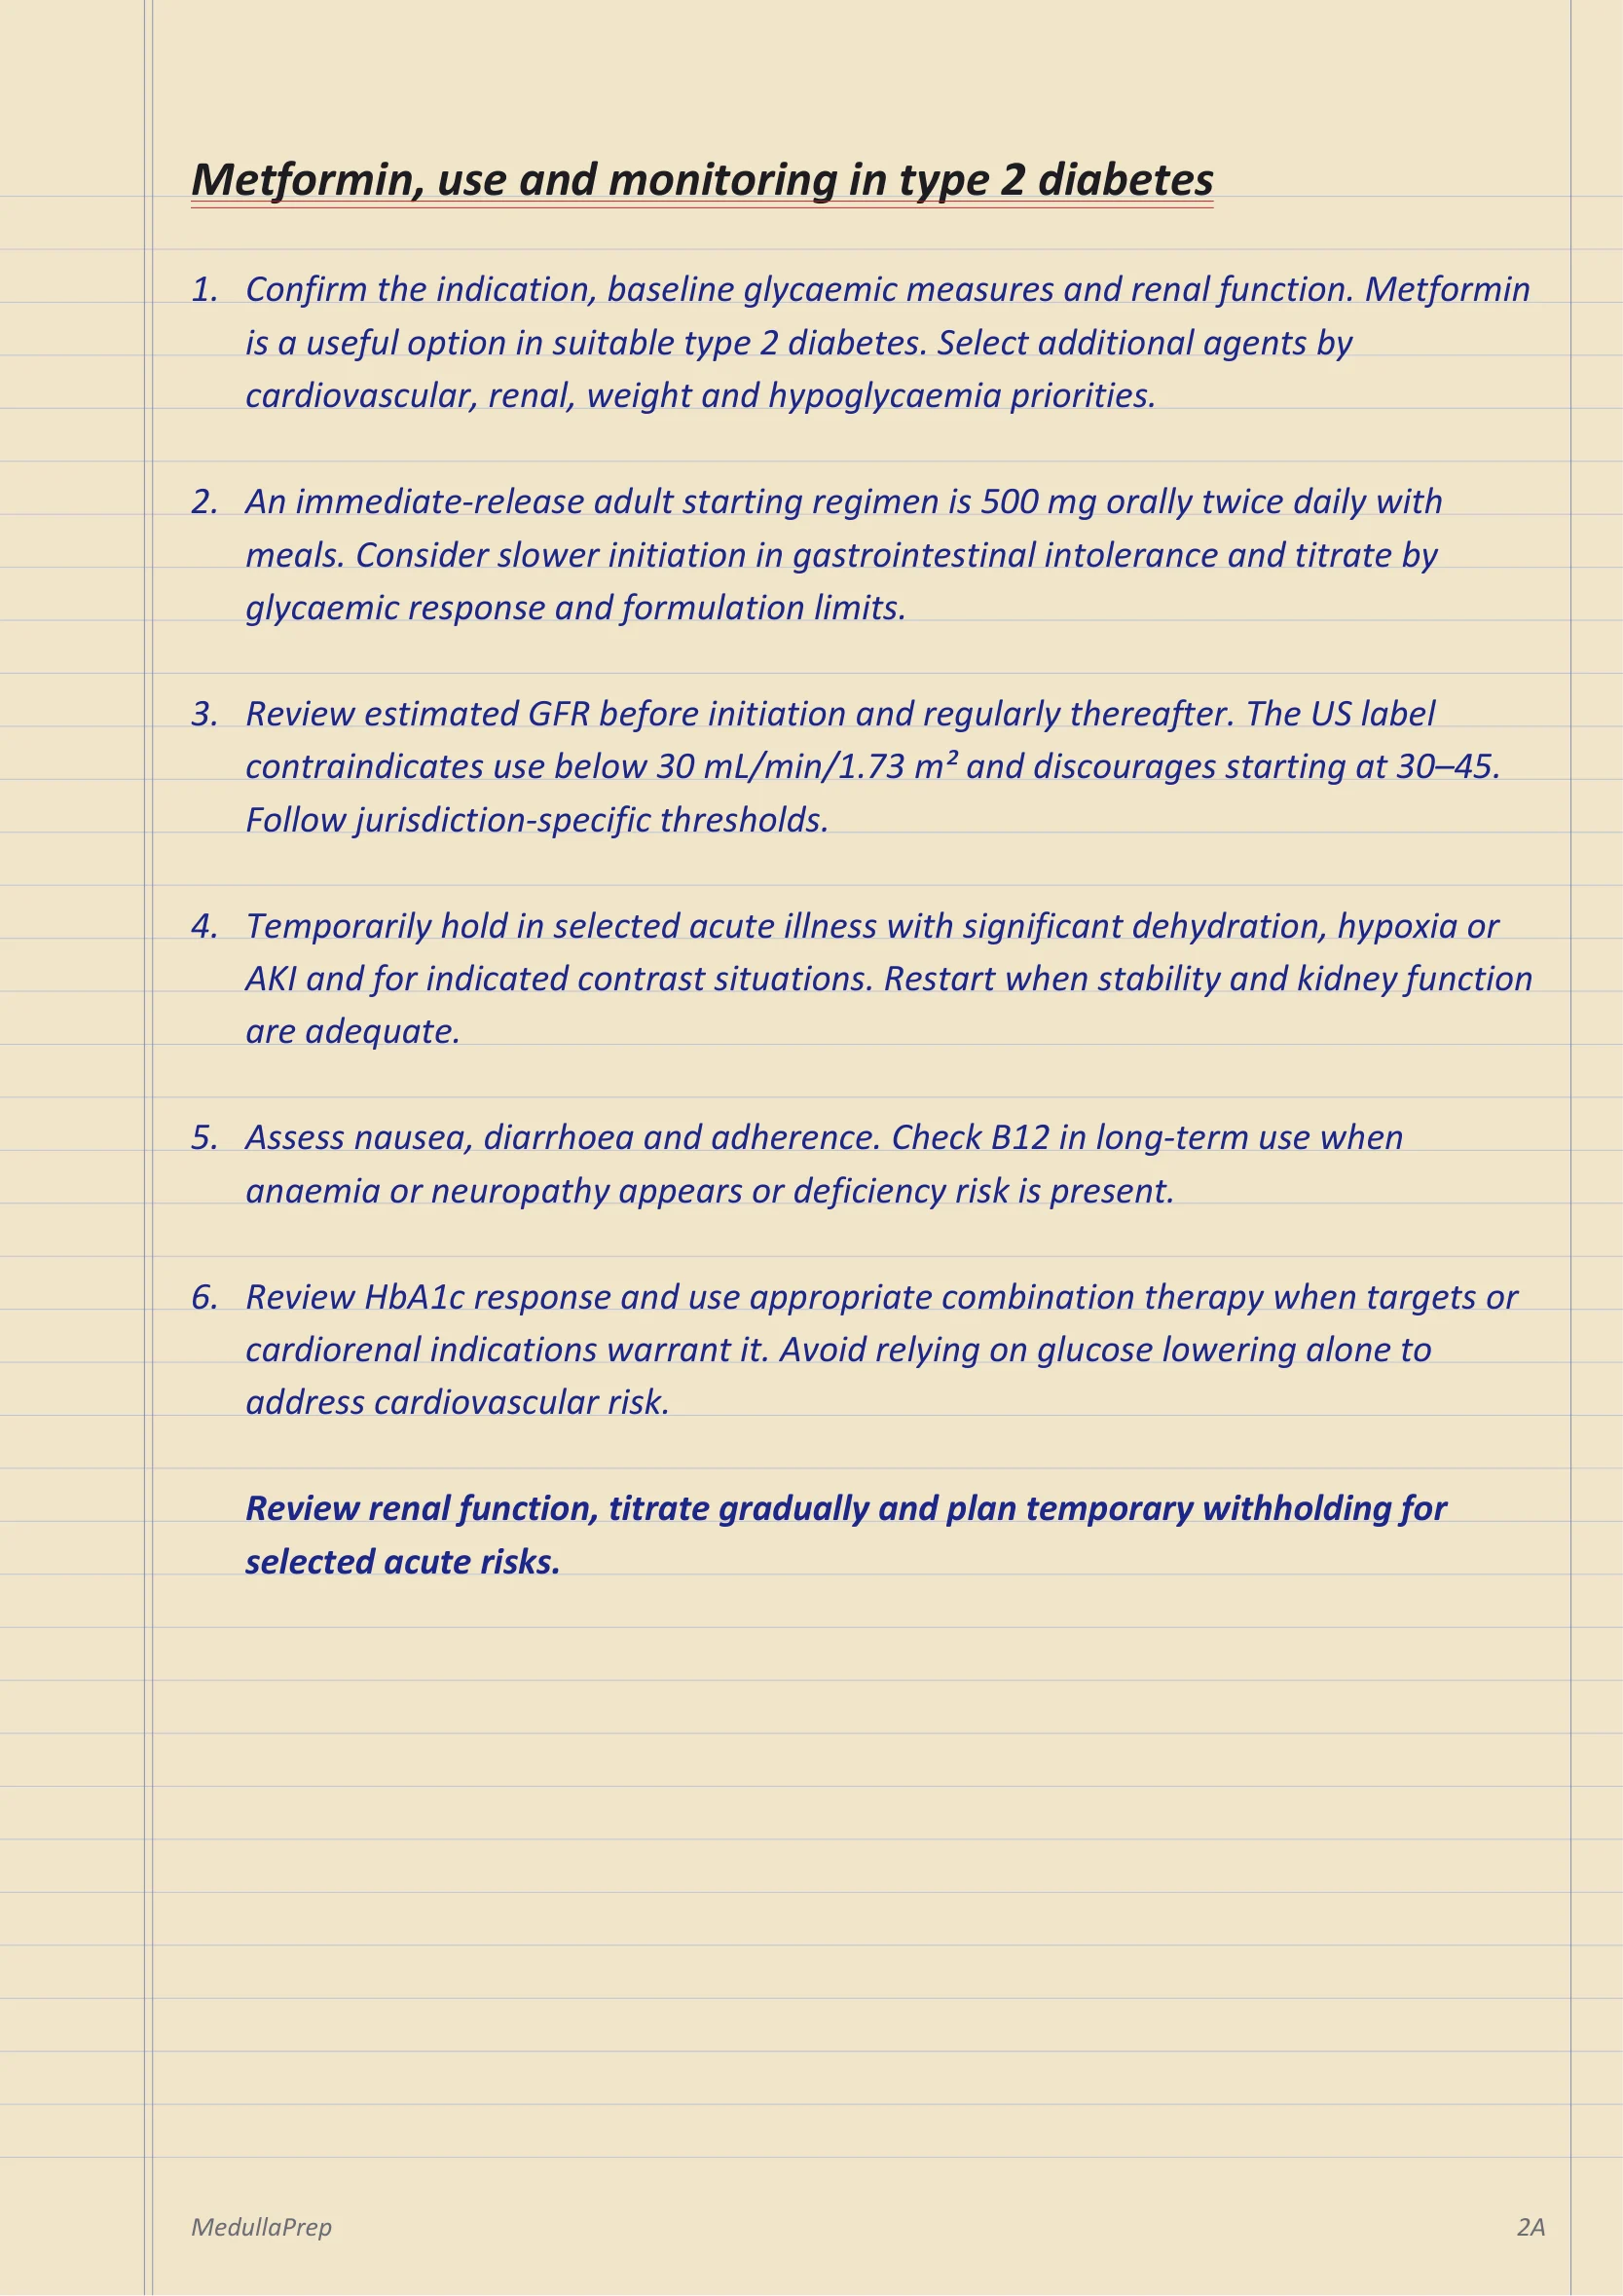 Metformin, use and monitoring in type 2 diabetes
1. Confirm the indication, baseline glycaemic measures and renal function. Metformin
is a useful option in suitable type 2 diabetes. Select additional agents by
cardiovascular, renal, weight and hypoglycaemia priorities.
2. An immediate-release adult starting regimen is 500 mg orally twice daily with
meals. Consider slower initiation in gastrointestinal intolerance and titrate by
glycaemic response and formulation limits.
3. Review estimated GFR before initiation and regularly thereafter. The US label
contraindicates use below 30 mL/min/1.73 m² and discourages starting at 30–45.
Follow jurisdiction-specific thresholds.
4. Temporarily hold in selected acute illness with significant dehydration, hypoxia or
AKI and for indicated contrast situations. Restart when stability and kidney function
are adequate.
5. Assess nausea, diarrhoea and adherence. Check B12 in long-term use when
anaemia or neuropathy appears or deficiency risk is present.
6. Review HbA1c response and use appropriate combination therapy when targets or
cardiorenal indications warrant it. Avoid relying on glucose lowering alone to
address cardiovascular risk.
Review renal function, titrate gradually and plan temporary withholding for
selected acute risks.
MedullaPrep 2A